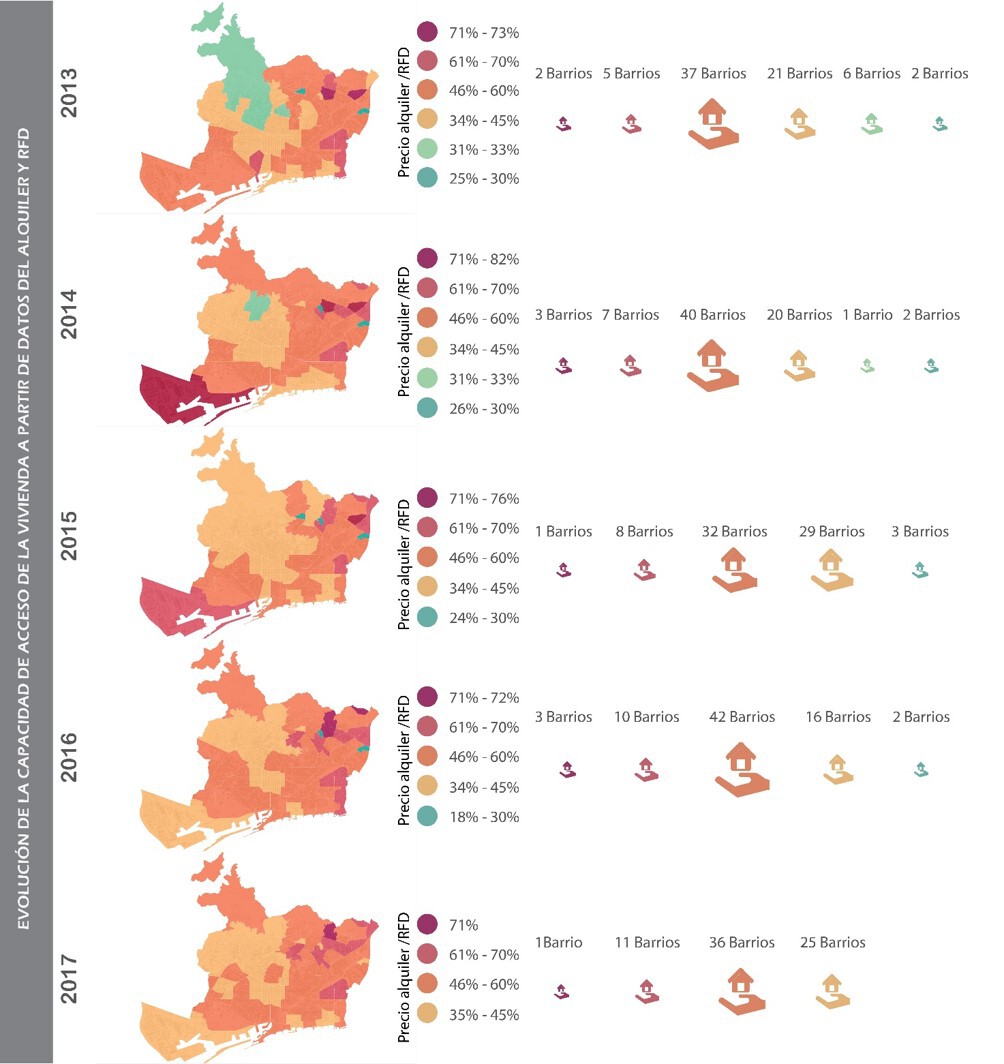 EVOLUCIÓN DE LA CAPACIDAD DE ACCESO DE LA VIVIENDA A PARTIR DE DATOS DEL ALQUILER Y RFD
2013
Precio alquiler /RFD
71% - 73%
61% - 70%
46% - 60%
34% - 45%
31% - 33%
25% - 30%
2 Barrios 5 Barrios 37 Barrios 21 Barrios 6 Barrios 2 Barrios
2014
Precio alquiler /RFD
71% - 82%
61% - 70%
46% - 60%
34% - 45%
31% - 33%
26% - 30%
3 Barrios 7 Barrios 40 Barrios 20 Barrios 1 Barrio 2 Barrios
2015
Precio alquiler /RFD
71% - 76%
61% - 70%
46% - 60%
34% - 45%
24% - 30%
1 Barrios 8 Barrios 32 Barrios 29 Barrios 3 Barrios
2016
Precio alquiler /RFD
71% - 72%
61% - 70%
46% - 60%
34% - 45%
18% - 30%
3 Barrios 10 Barrios 42 Barrios 16 Barrios 2 Barrios
2017
Precio alquiler /RFD
71%
61% - 70%
46% - 60%
35% - 45%
1Barrio 11 Barrios 36 Barrios 25 Barrios